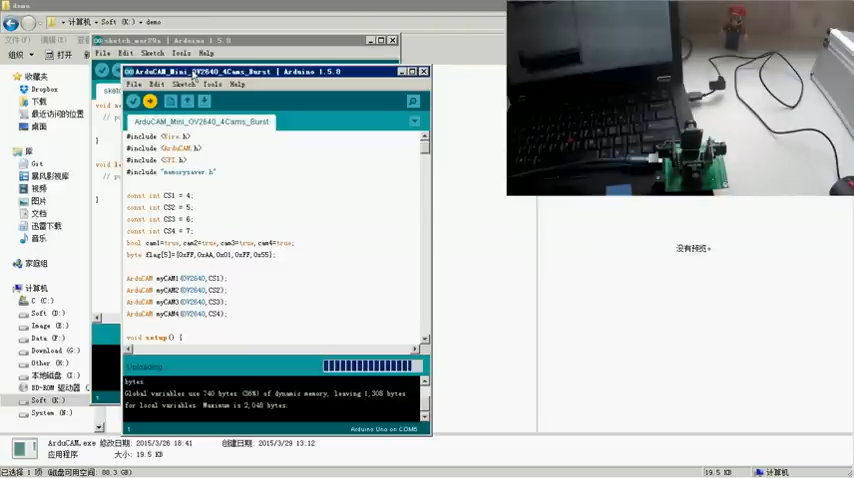 demo
计算机 ▸ Soft (K:) ▸ demo
组织
打开
收藏夹
Dropbox
下载
最近访问的位置
桌面
库
Git
暴风影视库
视频
图片
文档
迅雷下载
音乐
家庭组
计算机
C (C:)
Soft (D:)
Image (E:)
Data (F:)
Download (G:)
Other (H:)
本地磁盘 (I:)
BD-ROM 驱动器
Soft (K:)
System (N:)
sketch_mar29a | Arduino 1.5.8
File Edit Sketch Tools Help
ArduCAM_Mini_OV2640_4Cams_Burst | Arduino 1.5.8
File Edit Sketch Tools Help
ArduCAM_Mini_OV2640_4Cams_Burst
#include <Wire.h>
#include <ArduCAM.h>
#include <SPI.h>
#include "memorysaver.h"
const int CS1 = 4;
const int CS2 = 5;
const int CS3 = 6;
const int CS4 = 7;
bool cam1=true,cam2=true,cam3=true,cam4=true;
byte flag[5]={0xFF,0xAA,0x01,0xFF,0x55};
ArduCAM myCAM1(OV2640,CS1);
ArduCAM myCAM2(OV2640,CS2);
ArduCAM myCAM3(OV2640,CS3);
ArduCAM myCAM4(OV2640,CS4);
void setup() {
Uploading...
bytes
Global variables use 740 bytes (36%) of dynamic memory, leaving 1,308 bytes
for local variables. Maximum is 2,048 bytes.
1
Arduino Uno on COM5
没有预览。
ArduCAM.exe 修改日期: 2015/3/26 18:41 创建日期: 2015/3/29 13:12
应用程序 大小: 19.5 KB
已选择 1 项 (磁盘可用空间: 88.3 GB)
19.5 KB
计算机